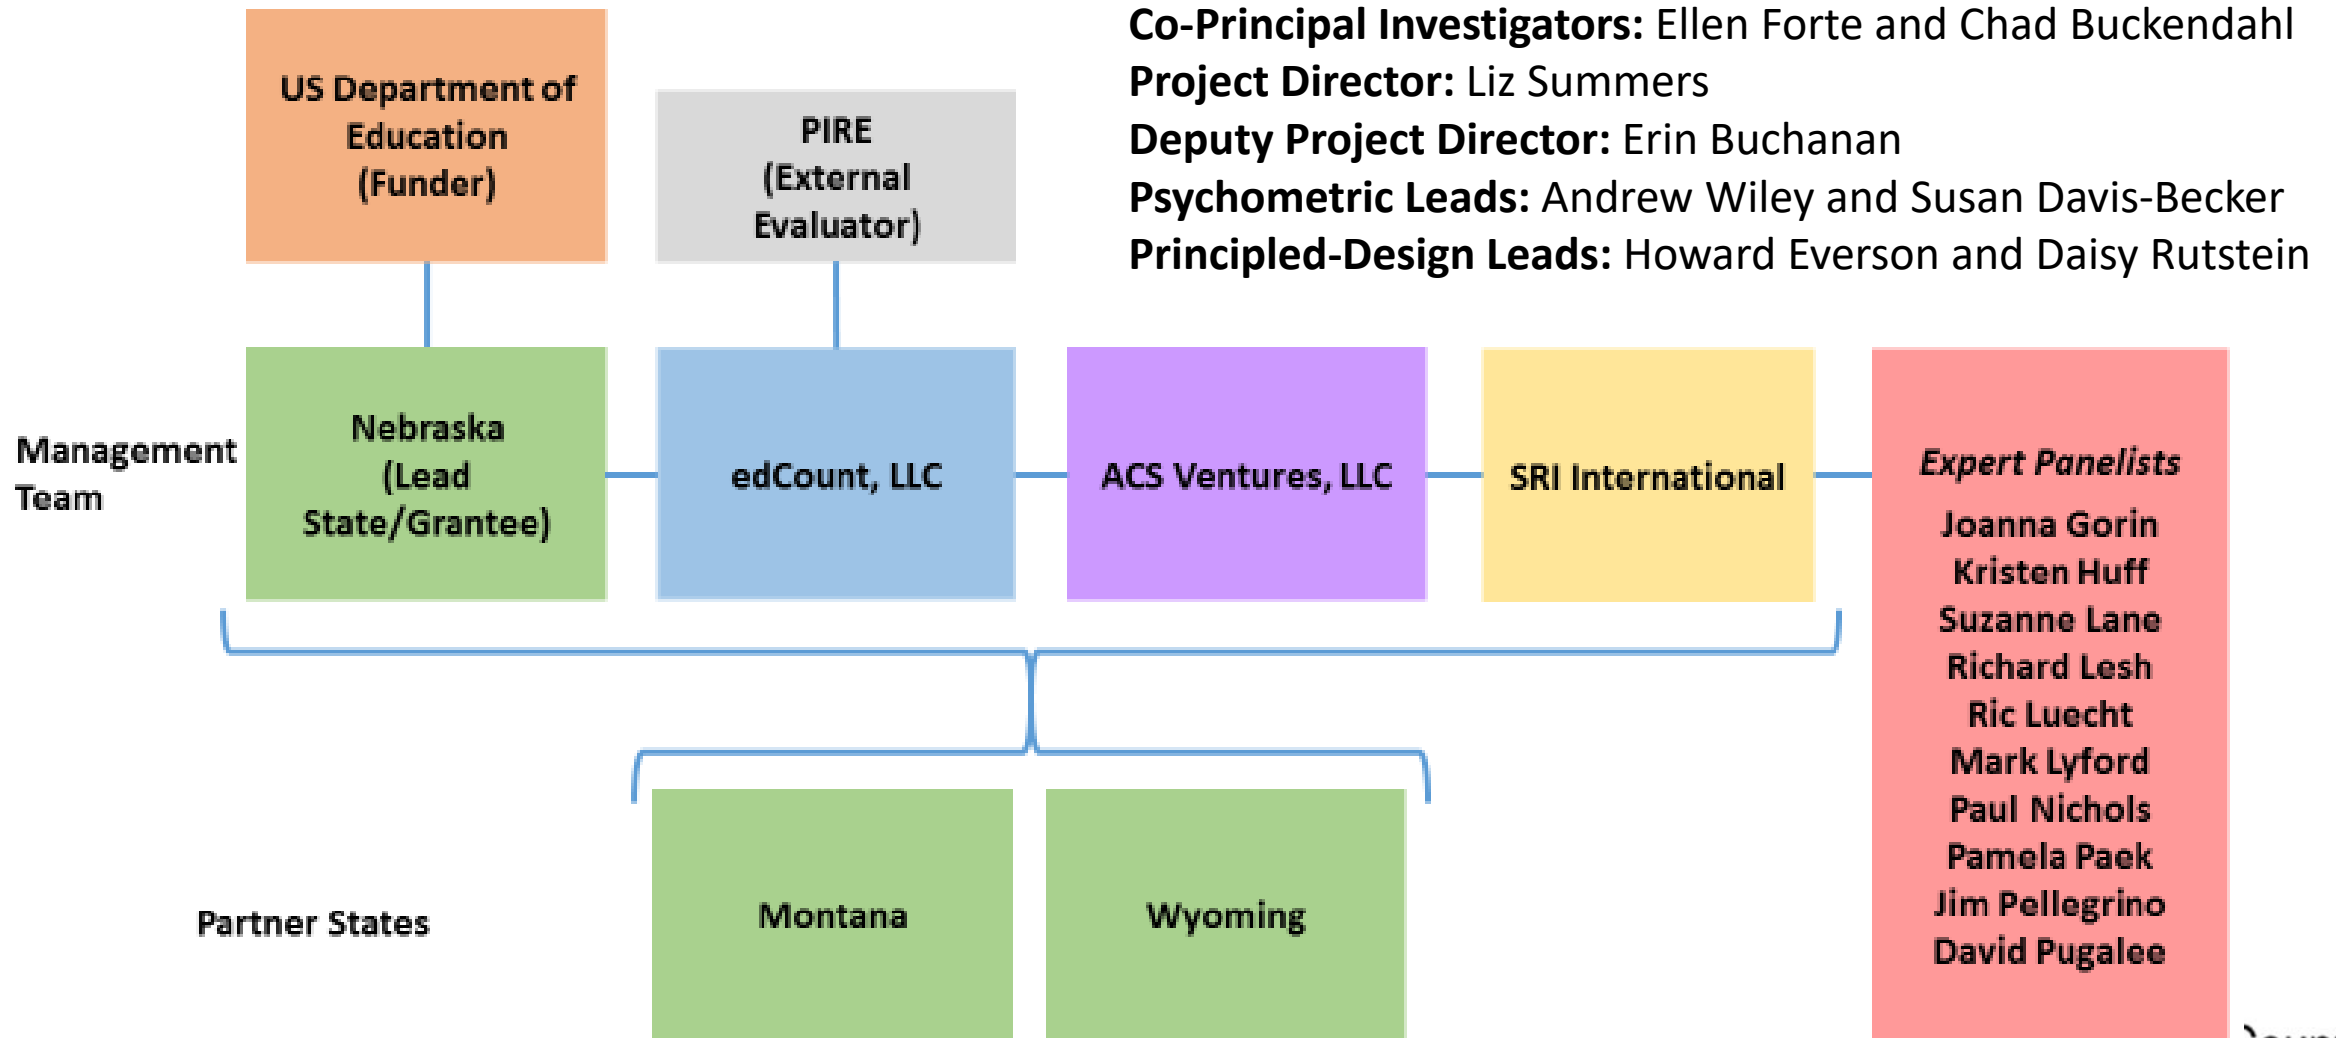 Co-Principal Investigators: Ellen Forte and Chad Buckendahl
Project Director: Liz Summers
Deputy Project Director: Erin Buchanan
Psychometric Leads: Andrew Wiley and Susan Davis-Becker
Principled-Design Leads: Howard Everson and Daisy Rutstein
US Department of
Education
(Funder)
PIRE
(External
Evaluator)
Management
Team
Nebraska
(Lead
State/Grantee)
edCount, LLC
ACS Ventures, LLC
SRI International
Expert Panelists
Joanna Gorin
Kristen Huff
Suzanne Lane
Richard Lesh
Ric Luecht
Mark Lyford
Paul Nichols
Pamela Paek
Jim Pellegrino
David Pugalee
Partner States
Montana
Wyoming